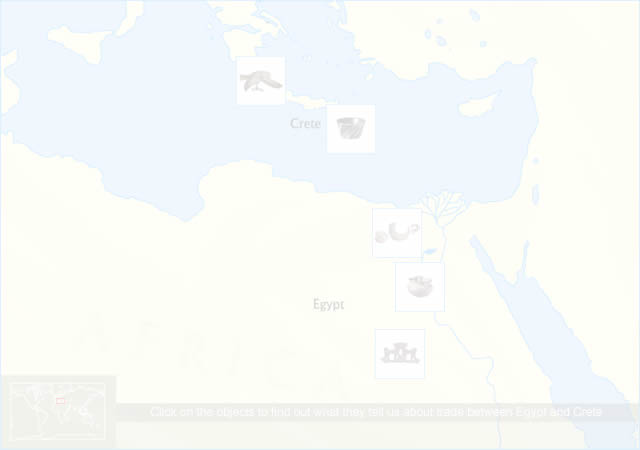 Crete
Egypt
AFRICA
Click on the objects to find out what they tell us about trade between Egypt and Crete